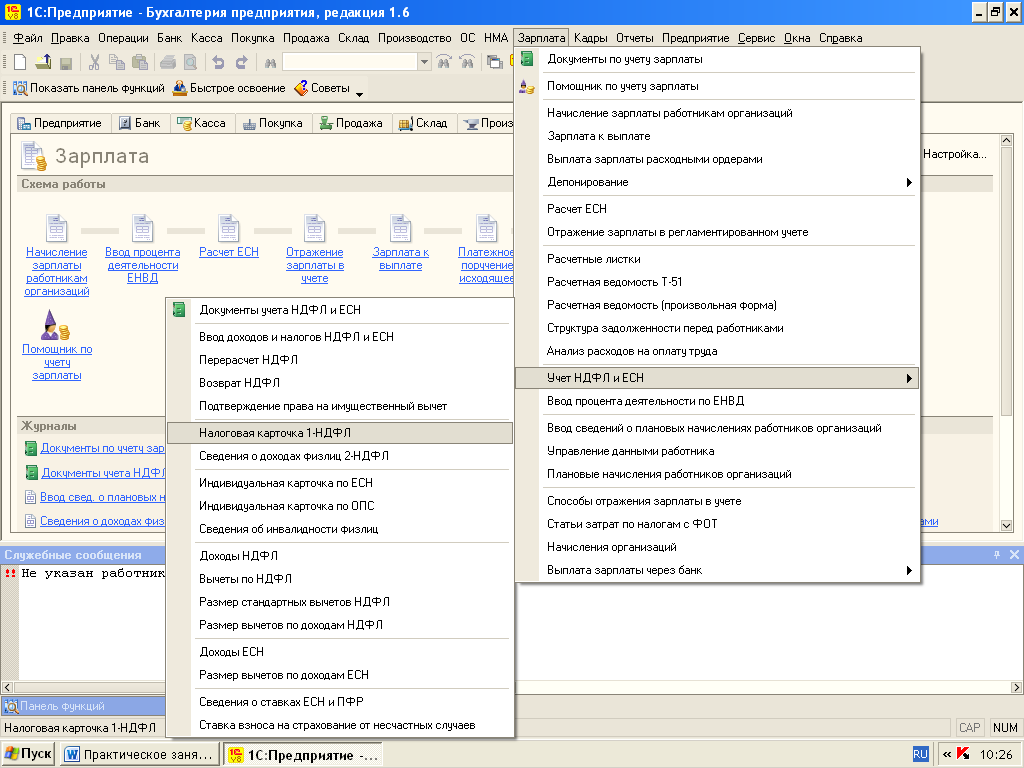 1С:Предприятие - Бухгалтерия предприятия, редакция 1.6
Файл Правка Операции Банк Касса Покупка Продажа Склад Производство ОС НМА Зарплата Кадры Отчеты Предприятие Сервис Окна Справка
Показать панель функций Быстрое освоение Советы
Предприятие Банк Касса Покупка Продажа Склад Произ
Зарплата
Настройка...
Схема работы
Начисление зарплаты работникам организаций
Ввод процента деятельности ЕНВД
Расчет ЕСН
Отражение зарплаты в учете
Зарплата к выплате
Платежное поручение исходящее
Помощник по учету зарплаты
Журналы
Документы по учету зар
Документы учета НДФЛ
Ввод свед. о плановых н
Сведения о доходах физ
ами
Документы по учету зарплаты
Помощник по учету зарплаты
Начисление зарплаты работникам организаций
Зарплата к выплате
Выплата зарплаты расходными ордерами
Депонирование
Расчет ЕСН
Отражение зарплаты в регламентированном учете
Расчетные листки
Расчетная ведомость Т-51
Расчетная ведомость (произвольная форма)
Структура задолженности перед работниками
Анализ расходов на оплату труда
Учет НДФЛ и ЕСН
Ввод процента деятельности по ЕНВД
Ввод сведений о плановых начислениях работников организаций
Управление данными работника
Плановые начисления работников организаций
Способы отражения зарплаты в учете
Статьи затрат по налогам с ФОТ
Начисления организаций
Выплата зарплаты через банк
Документы учета НДФЛ и ЕСН
Ввод доходов и налогов НДФЛ и ЕСН
Перерасчет НДФЛ
Возврат НДФЛ
Подтверждение права на имущественный вычет
Налоговая карточка 1-НДФЛ
Сведения о доходах физлиц 2-НДФЛ
Индивидуальная карточка по ЕСН
Индивидуальная карточка по ОПС
Сведения об инвалидности физлиц
Доходы НДФЛ
Вычеты по НДФЛ
Размер стандартных вычетов НДФЛ
Размер вычетов по доходам НДФЛ
Доходы ЕСН
Размер вычетов по доходам ЕСН
Сведения о ставках ЕСН и ПФР
Ставка взноса на страхование от несчастных случаев
Служебные сообщения
!! Не указан работник
Панель функций
Налоговая карточка 1-НДФЛ
CAP NUM
Пуск Практическое заня... 1С:Предприятие -... RU « 10:26